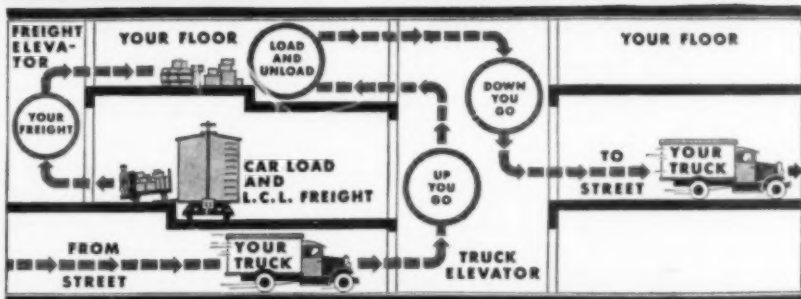 FREIGHT
ELEVA-
TOR
YOUR FLOOR
LOAD
AND
UNLOAD
YOUR FLOOR
YOUR
FREIGHT
DOWN
YOU
GO
CAR LOAD
AND
L.C.L. FREIGHT
UP
YOU
GO
TO
STREET
YOUR
TRUCK
FROM
STREET
YOUR
TRUCK
TRUCK
ELEVATOR